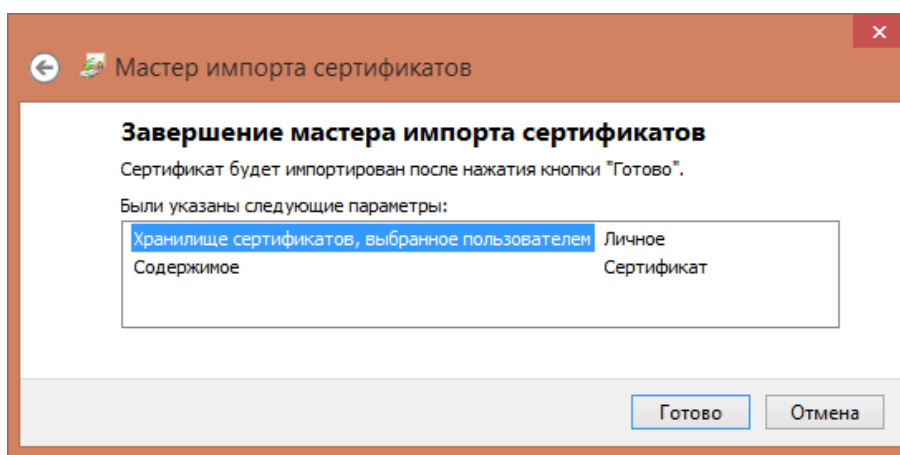 Мастер импорта сертификатов
Завершение мастера импорта сертификатов
Сертификат будет импортирован после нажатия кнопки "Готово".
Были указаны следующие параметры:
Хранилище сертификатов, выбранное пользователем Личное
Содержимое Сертификат
Готово Отмена